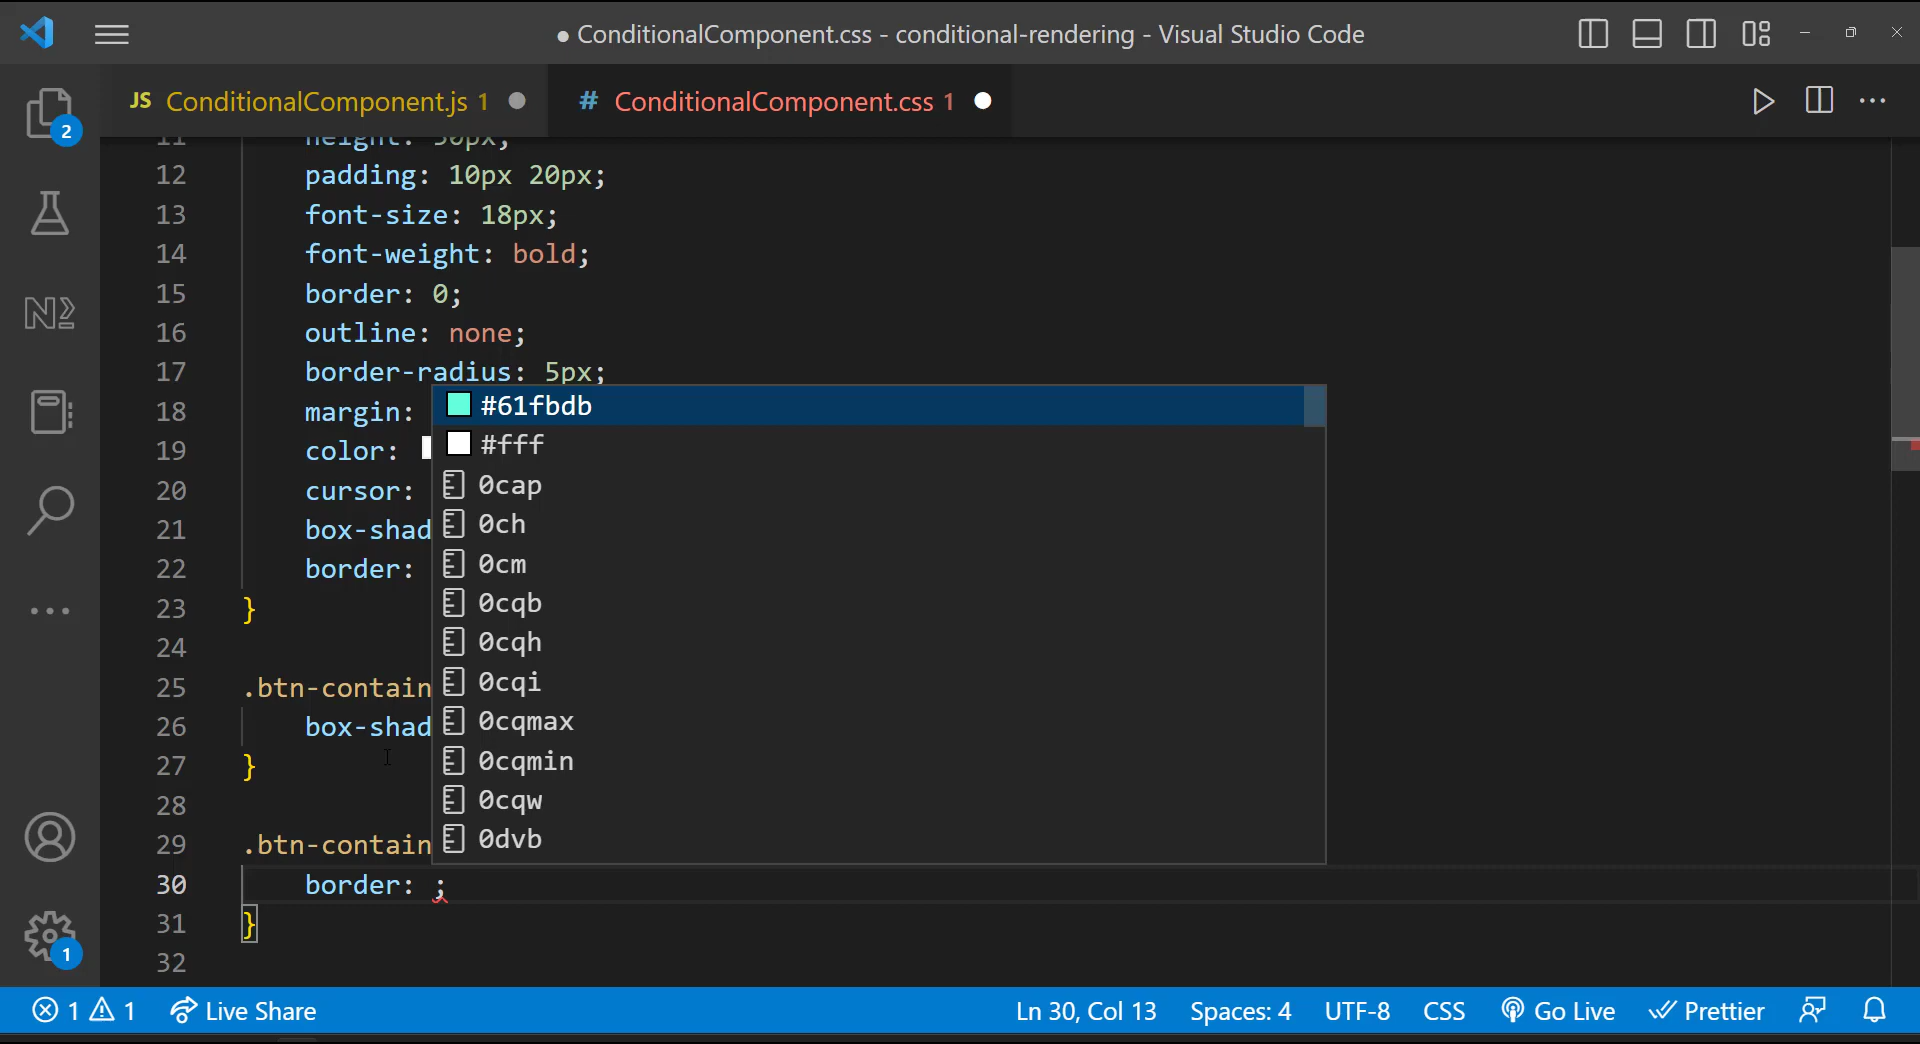 ● ConditionalComponent.css - conditional-rendering - Visual Studio Code
JS ConditionalComponent.js 1
# ConditionalComponent.css 1
2
11 height: 50px;
12 padding: 10px 20px;
13 font-size: 18px;
14 font-weight: bold;
15 border: 0;
16 outline: none;
17 border-radius: 5px;
18 margin:
19 color:
20 cursor:
21 box-shad
22 border:
23 }
24
25 .btn-contain
26 box-shad
27 }
28
29 .btn-contain
30 border: ;
31 }
32
#61fbdb
#fff
0cap
0ch
0cm
0cqb
0cqh
0cqi
0cqmax
0cqmin
0cqw
0dvb
1
1 1 Live Share
Ln 30, Col 13 Spaces: 4 UTF-8 CSS Go Live Prettier